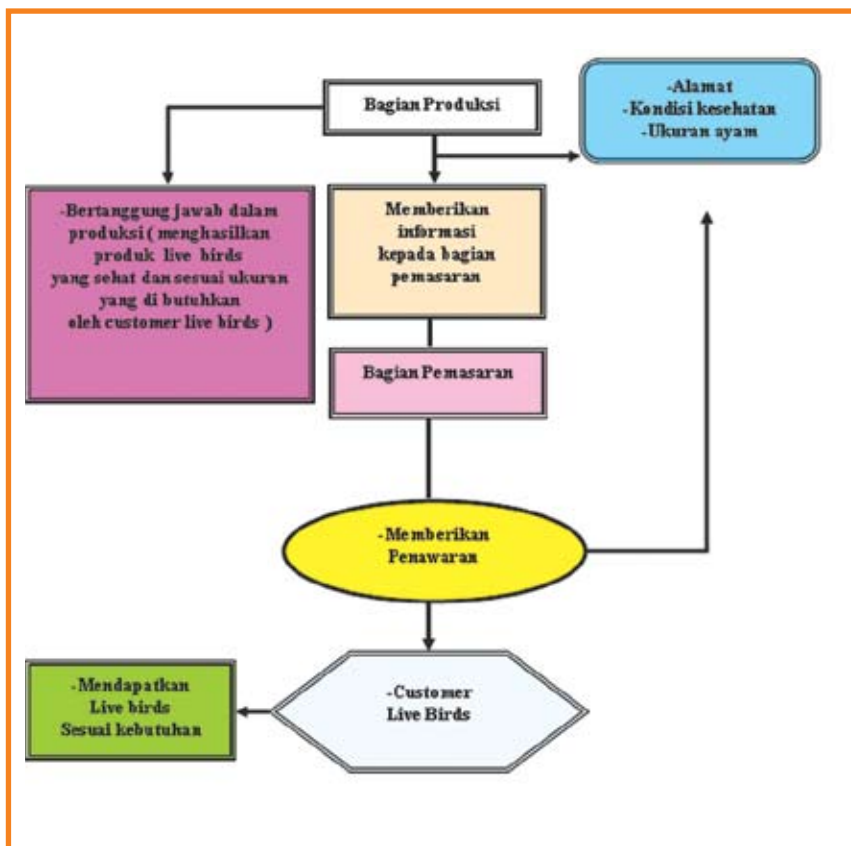 Bagian Produksi
-Alamat
-Kondisi kesehatan
-Ukuran ayam
-Bertanggung jawab dalam
produksi ( menghasilkan
produk live birds
yang sehat dan sesuai ukuran
yang di butuhkan
oleh customer live birds )
Memberikan
informasi
kepada bagian
pemasaran
Bagian Pemasaran
-Memberikan
Penawaran
-Customer
Live Birds
-Mendapatkan
Live birds
Sesuai kebutuhan